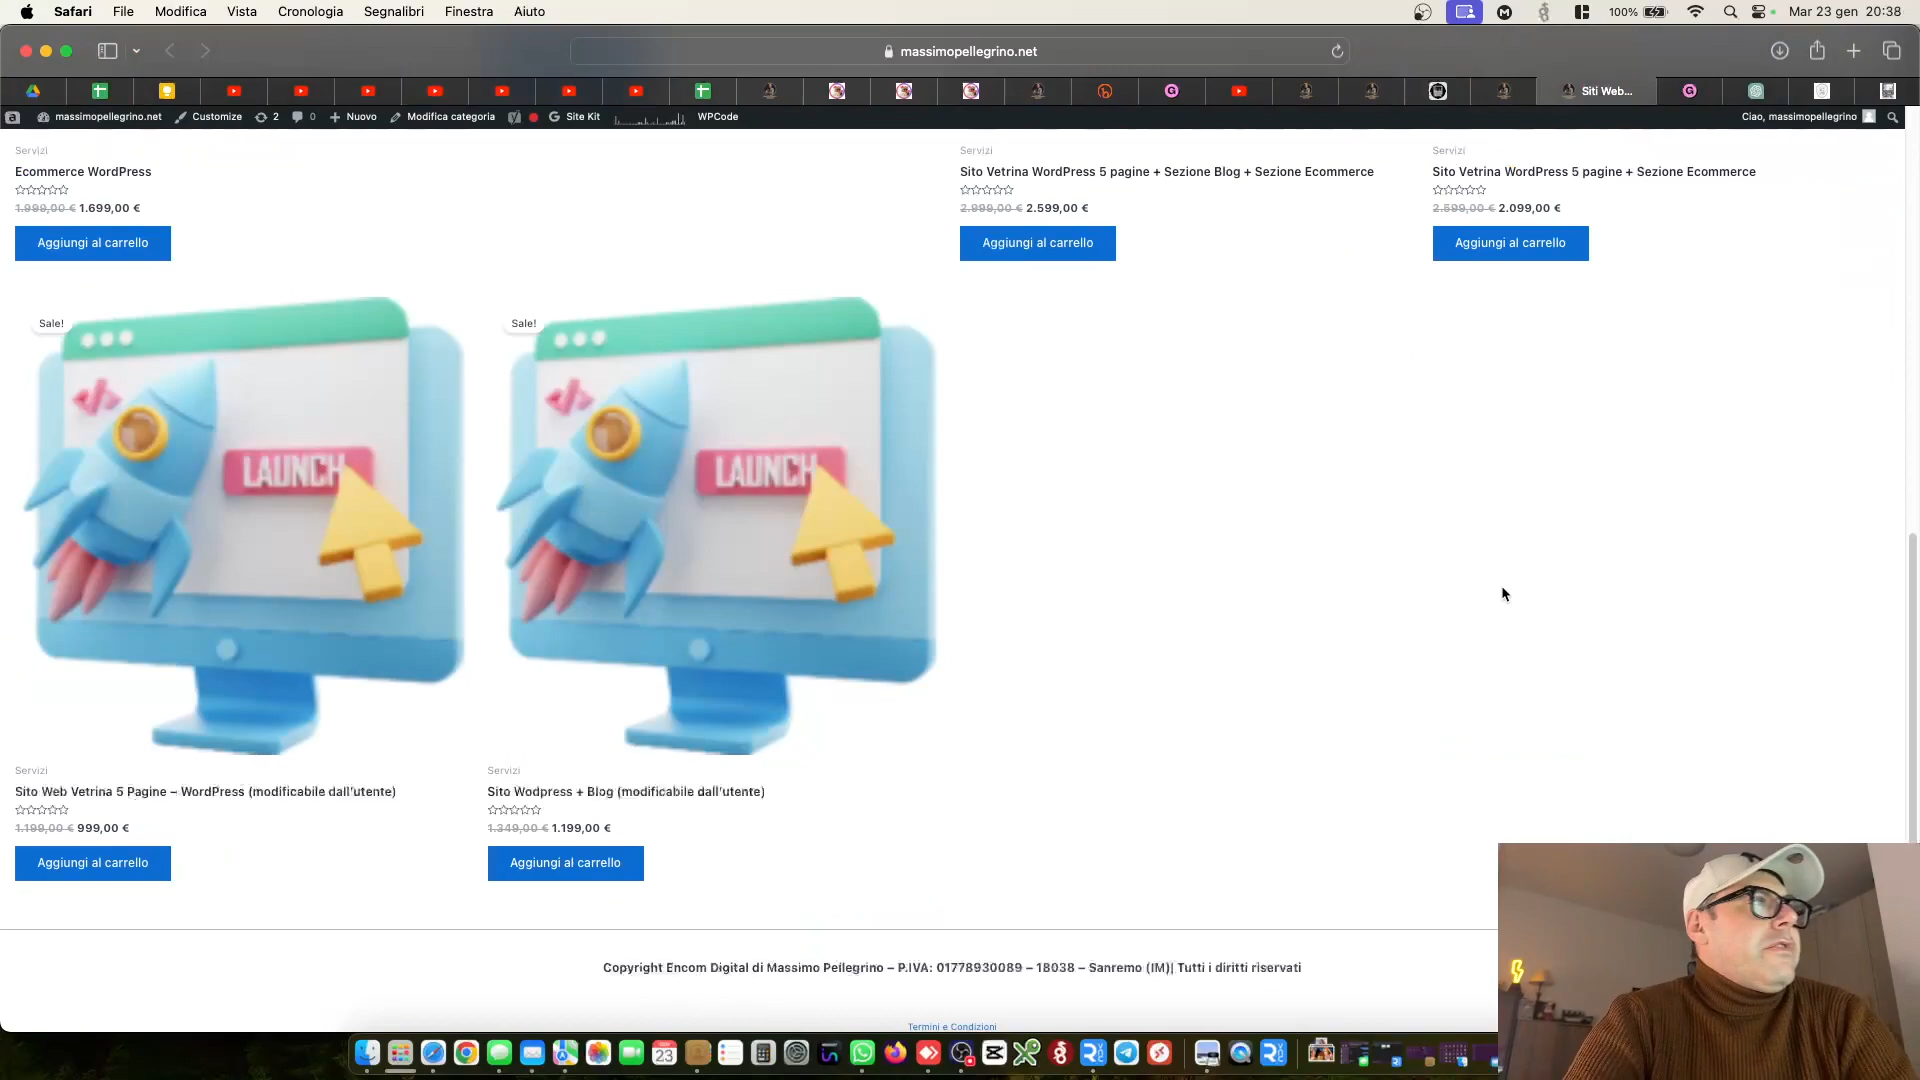 Safari File Modifica Vista Cronologia Segnalibri Finestra Aiuto 100% Mar 23 gen 20:38
massimopellegrino.net
Siti Web...
massimopellegrino.net Customize 2 0 Nuovo Modifica categoria Site Kit WPCode Ciao, massimopellegrino
Servizi
Ecommerce WordPress
1.999,00 € 1.699,00 €
Aggiungi al carrello
Servizi
Sito Vetrina WordPress 5 pagine + Sezione Blog + Sezione Ecommerce
2.999,00 € 2.599,00 €
Aggiungi al carrello
Servizi
Sito Vetrina WordPress 5 pagine + Sezione Ecommerce
2.599,00 € 2.099,00 €
Aggiungi al carrello
Sale!
LAUNCH
Sale!
LAUNCH
Servizi
Sito Web Vetrina 5 Pagine – WordPress (modificabile dall'utente)
1.199,00 € 999,00 €
Aggiungi al carrello
Servizi
Sito Wodpress + Blog (modificabile dall'utente)
1.349,00 € 1.199,00 €
Aggiungi al carrello
Copyright Encom Digital di Massimo Pellegrino – P.IVA: 01778930089 – 18038 – Sanremo (IM)| Tutti i diritti riservati
Termini e Condizioni
23